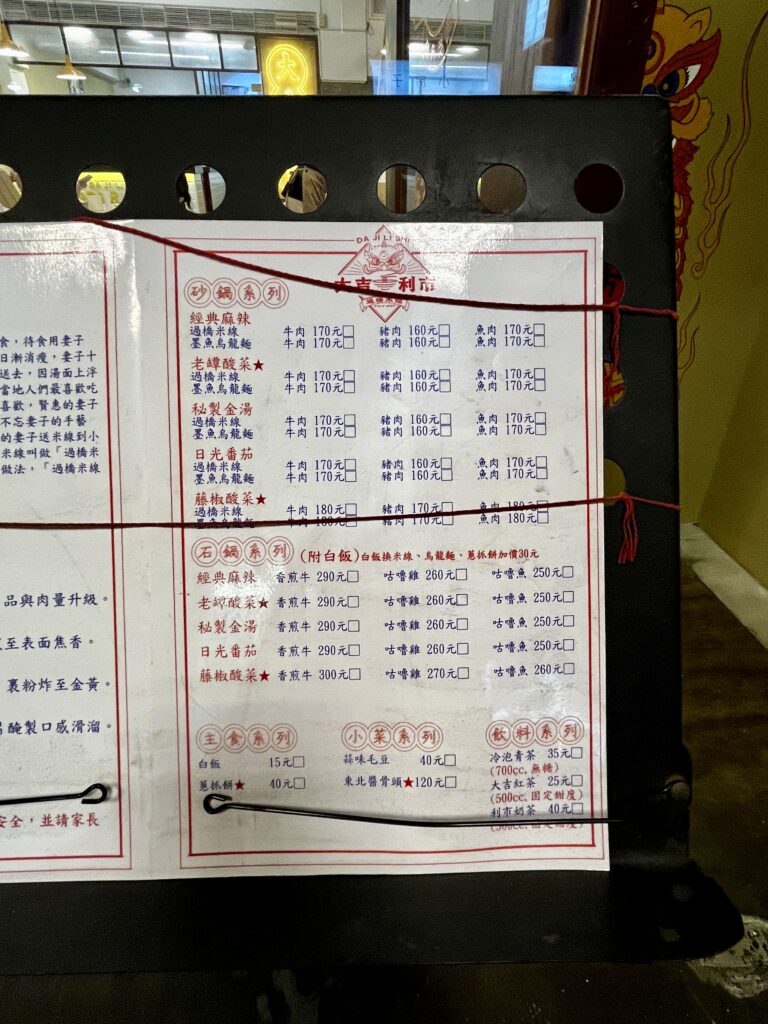 大
食,待食用妻子
日漸消瘦,妻子十
送去,因湯面上浮
當地人們最喜歡吃
喜歡,賢惠的妻子
不忘妻子的手藝
的妻子送米線到小
米線叫做「過橋米
做法,「過橋米線
品與肉量升級。
至表面焦香。
裹粉炸至金黃。
醃製口感滑溜。
安全,並請家長
DA JI LI SHI
大吉利市
過橋米線
砂鍋系列
經典麻辣
過橋米線 牛肉 170元 豬肉 160元 魚肉 170元
墨魚烏龍麵 牛肉 170元 豬肉 160元 魚肉 170元
老罈酸菜★
過橋米線 牛肉 170元 豬肉 160元 魚肉 170元
墨魚烏龍麵 牛肉 170元 豬肉 160元 魚肉 170元
秘製金湯
過橋米線 牛肉 170元 豬肉 160元 魚肉 170元
墨魚烏龍麵 牛肉 170元 豬肉 160元 魚肉 170元
日光番茄
過橋米線 牛肉 170元 豬肉 160元 魚肉 170元
墨魚烏龍麵 牛肉 170元 豬肉 160元 魚肉 170元
藤椒酸菜★
過橋米線 牛肉 180元 豬肉 170元 魚肉 180元
墨魚烏龍麵 牛肉 180元 豬肉 170元 魚肉 180元
石鍋系列 (附白飯)白飯換米線、烏龍麵、蔥抓餅加價30元
經典麻辣 香煎牛 290元 咕嚕雞 260元 咕嚕魚 250元
老罈酸菜★ 香煎牛 290元 咕嚕雞 260元 咕嚕魚 250元
秘製金湯 香煎牛 290元 咕嚕雞 260元 咕嚕魚 250元
日光番茄 香煎牛 290元 咕嚕雞 260元 咕嚕魚 250元
藤椒酸菜★ 香煎牛 300元 咕嚕雞 270元 咕嚕魚 260元
主食系列
白飯 15元
蔥抓餅★ 40元
小菜系列
蒜味毛豆 40元
東北醬骨頭★120元
飲料系列
冷泡青茶 35元
(700cc,無糖)
大吉紅茶 25元
(500cc,固定甜度)
利市奶茶 40元
(500cc,固定甜度)